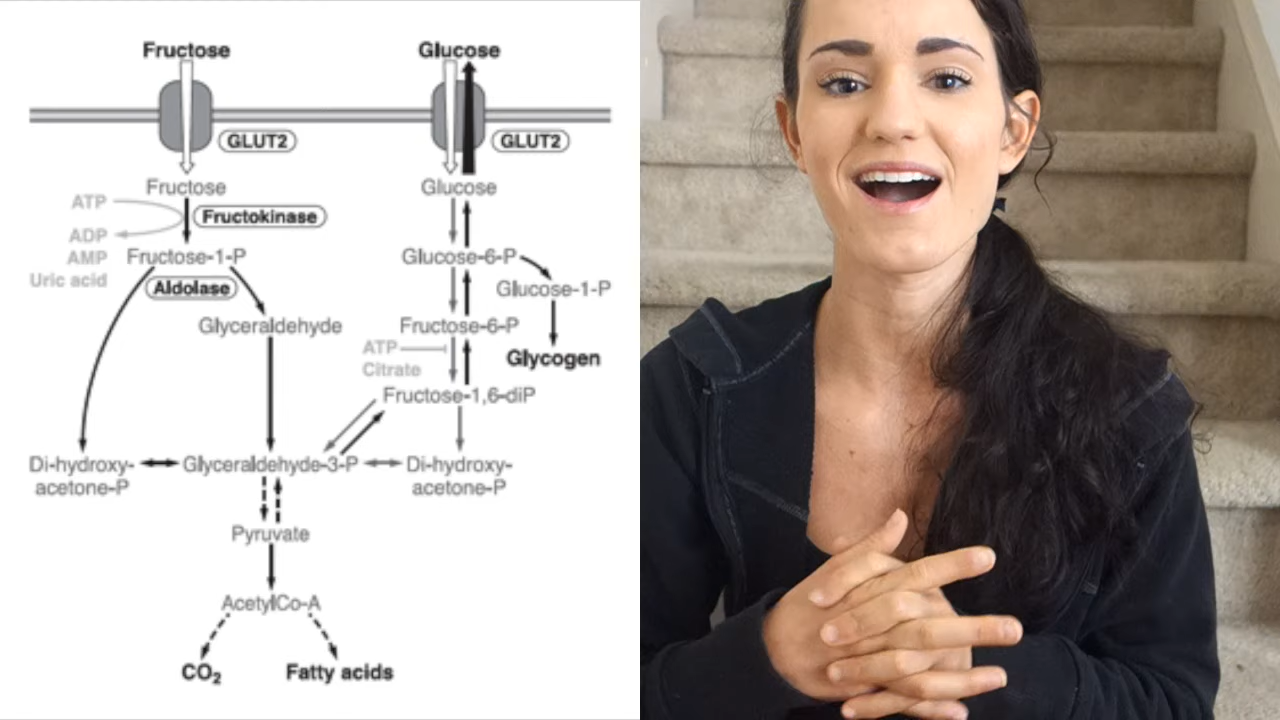 Fructose
Glucose
GLUT2
GLUT2
Fructose
Glucose
ATP
Fructokinase
ADP
AMP
Fructose-1-P
Glucose-6-P
Uric acid
Aldolase
Glucose-1-P
Glyceraldehyde
Fructose-6-P
ATP
Glycogen
Citrate
Fructose-1,6-diP
Di-hydroxy-
acetone-P
Glyceraldehyde-3-P
Di-hydroxy-
acetone-P
Pyruvate
AcetylCo-A
CO₂
Fatty acids